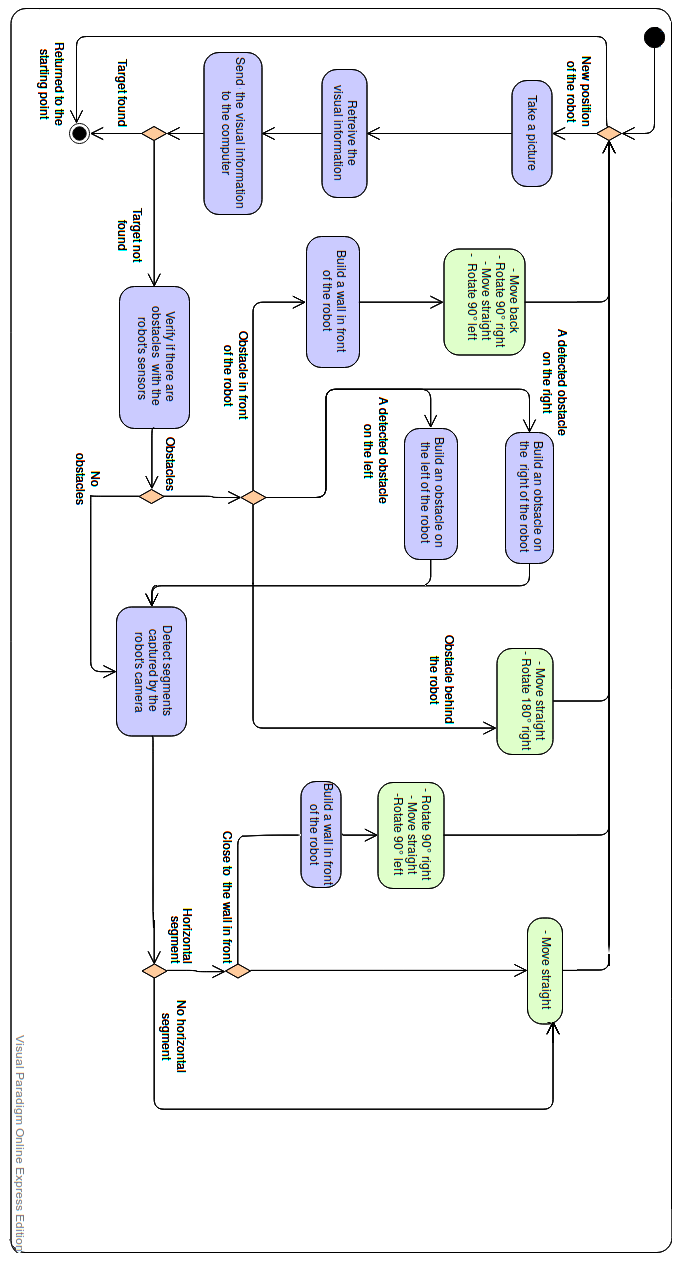 New position
of the robot
Take a picture
Retreive the
visual information
Send the visual information
to the computer
Target found
Returned to the
starting point
Target not
found
Verify if there are
obstacles with the
robot's sensors
Obstacles
No
obstacles
Obstacle in front
of the robot
Build a wall in front
of the robot
- Move back
- Rotate 90° right
- Move straight
- Rotate 90° left
A detected obstacle
on the right
Build an obtsacle on
the right of the robot
A detected obstacle
on the left
Build an obstacle on
the left of the robot
Obstacle behind
the robot
- Move straight
- Rotate 180° right
Detect segments
captured by the
robot's camera
Horizontal
segment
No horizontal
segment
Close to the wall in front
Build a wall in front
of the robot
- Rotate 90° right
- Move straight
-Rotate 90° left
- Move straight
Visual Paradigm Online Express Edition